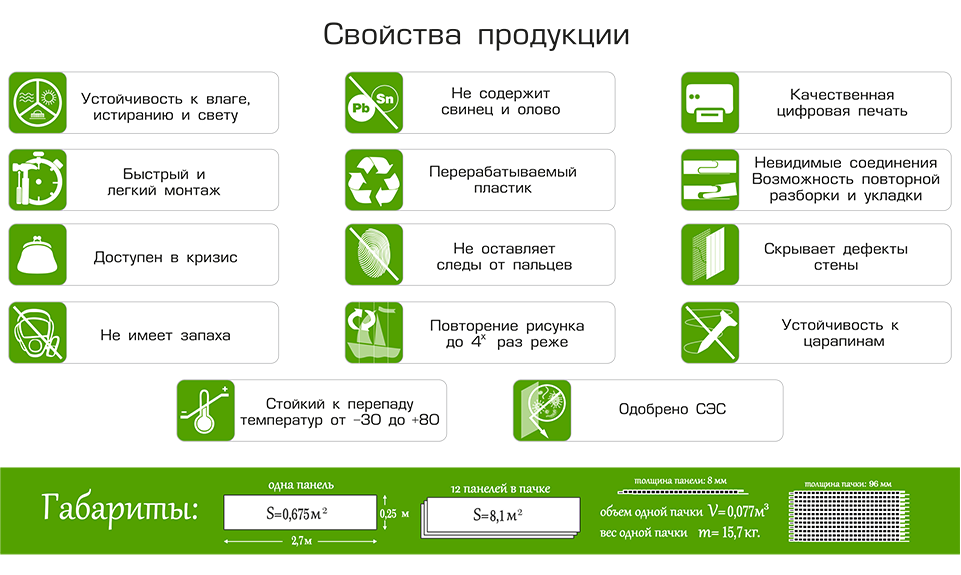 Свойства продукции
Устойчивость к влаге,
истиранию и свету
Pb Sn
Не содержит
свинец и олово
Качественная
цифровая печать
Быстрый и
легкий монтаж
Перерабатываемый
пластик
Невидимые соединения
Возможность повторной
разборки и укладки
Доступен в кризис
Не оставляет
следы от пальцев
Скрывает дефекты
стены
Не имеет запаха
Повторение рисунка
до 4х раз реже
Устойчивость к
царапинам
Стойкий к перепаду
температур от –30 до +80
Одобрено СЭС
Габариты:
одна панель
S=0,675м²
0,25 м
2,7м
12 панелей в пачке
S=8,1м²
толщина панели: 8 мм
объем одной пачки V=0,077м³
вес одной пачки m=15,7кг.
толщина пачки: 96 мм